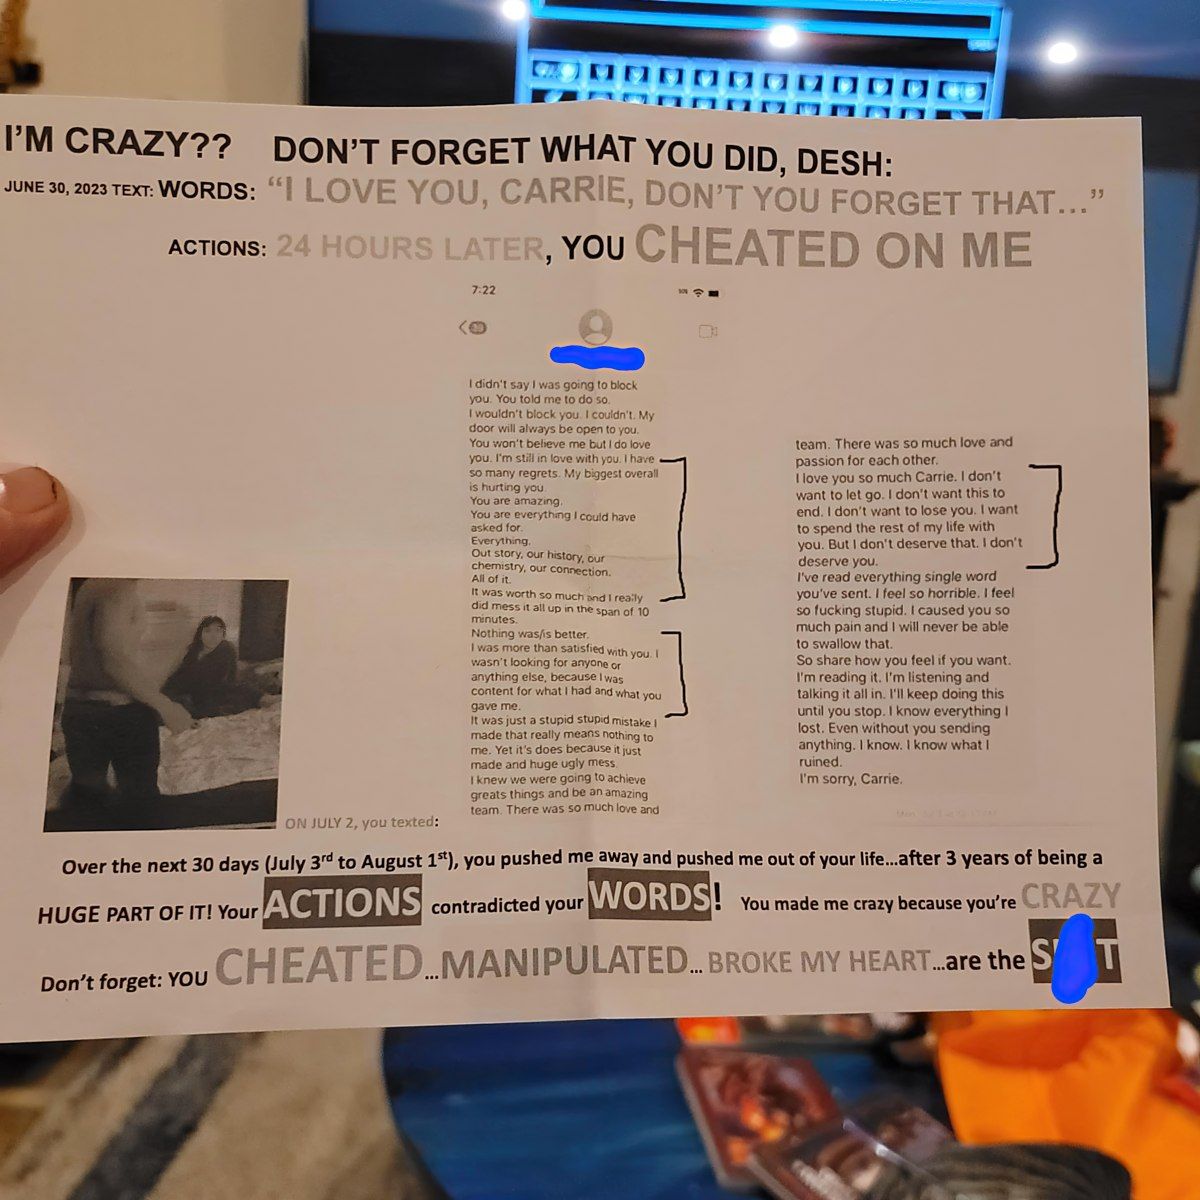 I'M CRAZY?? DON'T FORGET WHAT YOU DID, DESH:
JUNE 30, 2023 TEXT: WORDS: "I LOVE YOU, CARRIE, DON'T YOU FORGET THAT..."
ACTIONS: 24 HOURS LATER, YOU CHEATED ON ME
7:22
SOS
I didn't say I was going to block
you. You told me to do so.
I wouldn't block you. I couldn't. My
door will always be open to you.
You won't believe me but I do love
you. I'm still in love with you. I have
so many regrets. My biggest overall
is hurting you.
You are amazing.
You are everything I could have
asked for.
Everything.
Out story, our history, our
chemistry, our connection.
All of it.
It was worth so much and I really
did mess it all up in the span of 10
minutes.
Nothing was/is better.
I was more than satisfied with you. I
wasn't looking for anyone or
anything else, because I was
content for what I had and what you
gave me.
It was just a stupid stupid mistake I
made that really means nothing to
me. Yet it's does because it just
made and huge ugly mess.
I knew we were going to achieve
greats things and be an amazing
team. There was so much love and
team. There was so much love and
passion for each other.
I love you so much Carrie. I don't
want to let go. I don't want this to
end. I don't want to lose you. I want
to spend the rest of my life with
you. But I don't deserve that. I don't
deserve you.
I've read everything single word
you've sent. I feel so horrible. I feel
so fucking stupid. I caused you so
much pain and I will never be able
to swallow that.
So share how you feel if you want.
I'm reading it. I'm listening and
talking it all in. I'll keep doing this
until you stop. I know everything I
lost. Even without you sending
anything. I know. I know what I
ruined.
I'm sorry, Carrie.
ON JULY 2, you texted:
Over the next 30 days (July 3rd to August 1st), you pushed me away and pushed me out of your life...after 3 years of being a
HUGE PART OF IT! Your ACTIONS contradicted your WORDS! You made me crazy because you're CRAZY
Don't forget: YOU CHEATED...MANIPULATED... BROKE MY HEART...are the S T